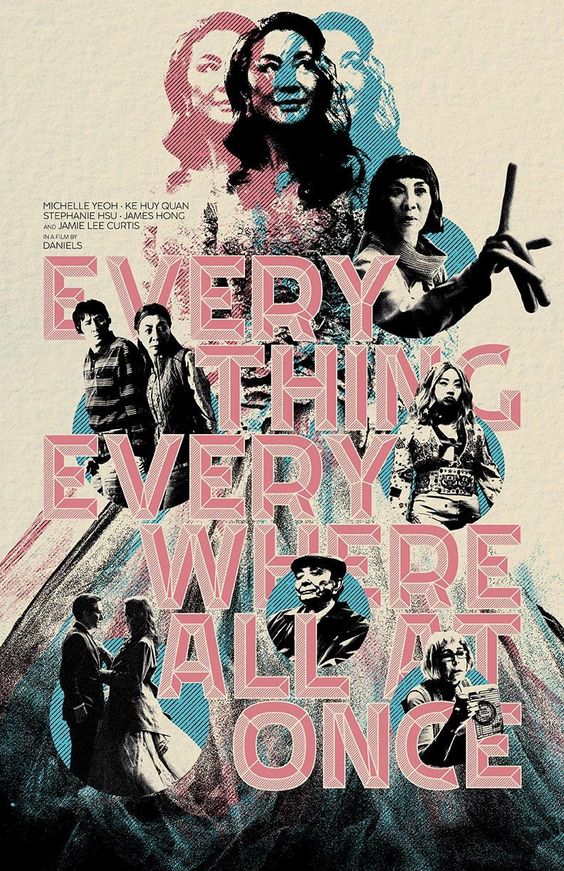 MICHELLE YEOH · KE HUY QUAN
STEPHANIE HSU · JAMES HONG
AND JAMIE LEE CURTIS
IN A FILM BY
DANIELS
EVERY
THING
EVERY
WHERE
ALL AT
ONCE